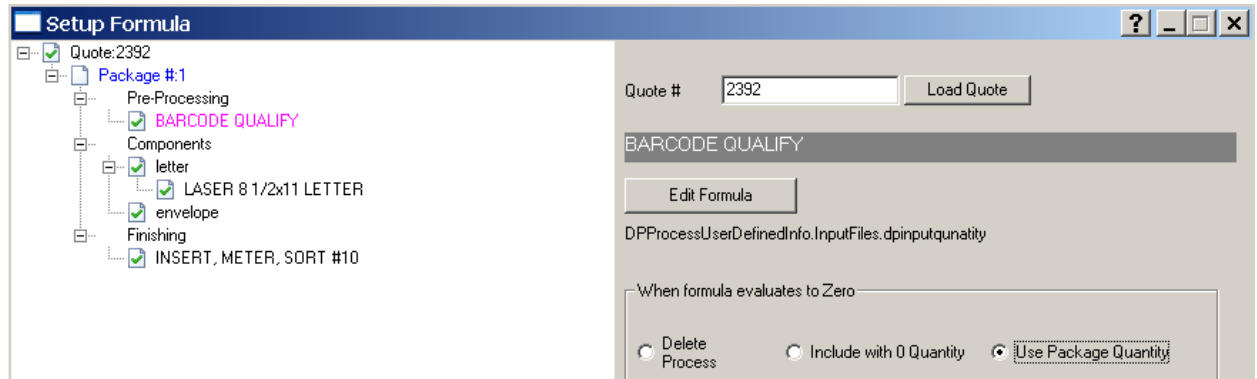 Setup Formula
Quote:2392
Package #:1
Pre-Processing
BARCODE QUALIFY
Components
letter
LASER 8 1/2x11 LETTER
envelope
Finishing
INSERT, METER, SORT #10
Quote # 2392 Load Quote
BARCODE QUALIFY
Edit Formula
DPProcessUserDefinedInfo.InputFiles.dpinputqunatity
When formula evaluates to Zero
Delete
Process
Include with 0 Quantity
Use Package Quantity